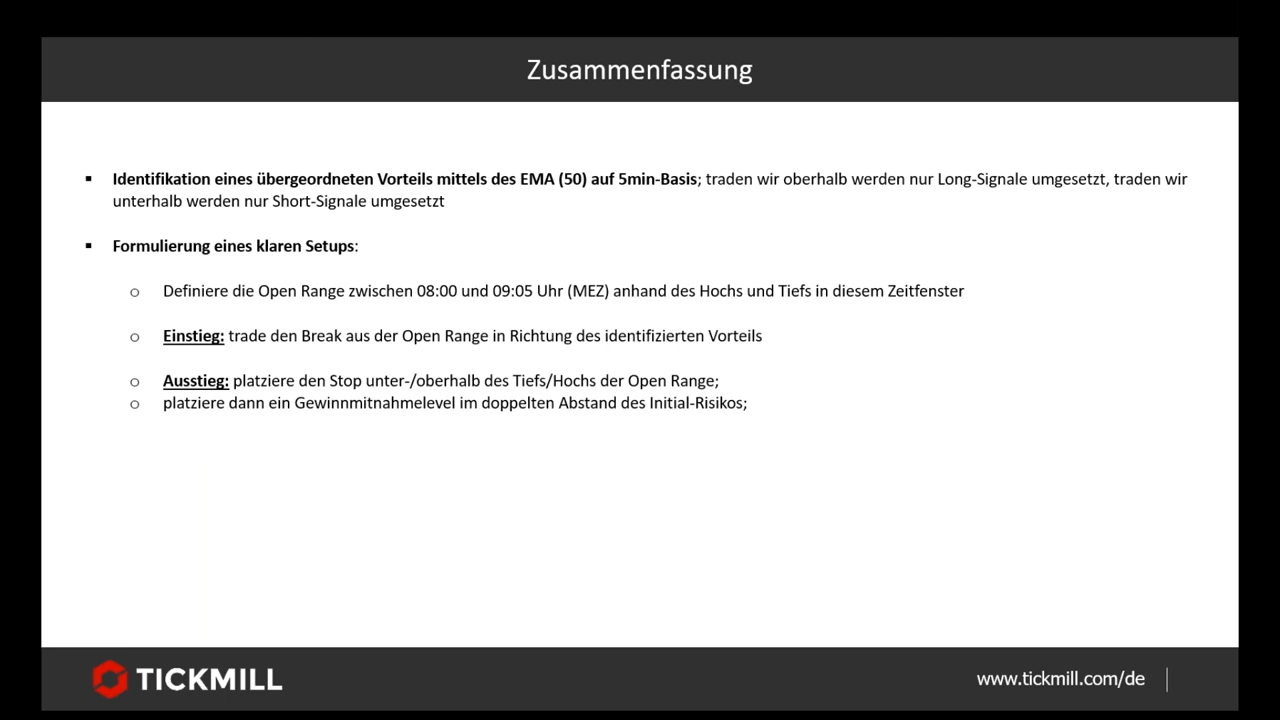 Zusammenfassung
▪ Identifikation eines übergeordneten Vorteils mittels des EMA (50) auf 5min-Basis; traden wir oberhalb werden nur Long-Signale umgesetzt, traden wir
unterhalb werden nur Short-Signale umgesetzt
▪ Formulierung eines klaren Setups:
o Definiere die Open Range zwischen 08:00 und 09:05 Uhr (MEZ) anhand des Hochs und Tiefs in diesem Zeitfenster
o Einstieg: trade den Break aus der Open Range in Richtung des identifizierten Vorteils
o Ausstieg: platziere den Stop unter-/oberhalb des Tiefs/Hochs der Open Range;
o platziere dann ein Gewinnmitnahmelevel im doppelten Abstand des Initial-Risikos;
TICKMILL
www.tickmill.com/de